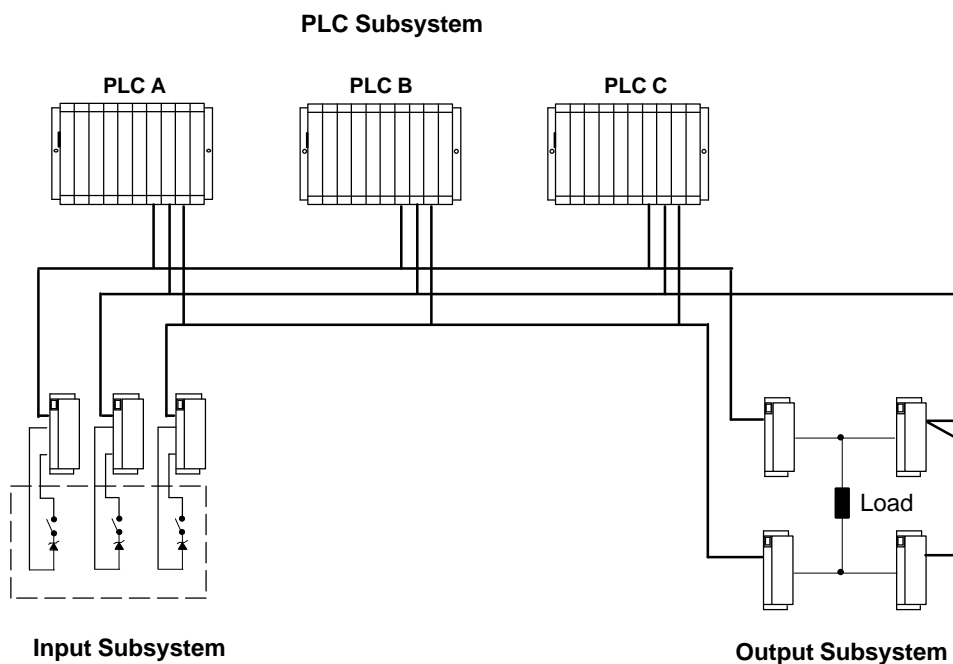 PLC Subsystem
PLC A
PLC B
PLC C
Load
Input Subsystem
Output Subsystem